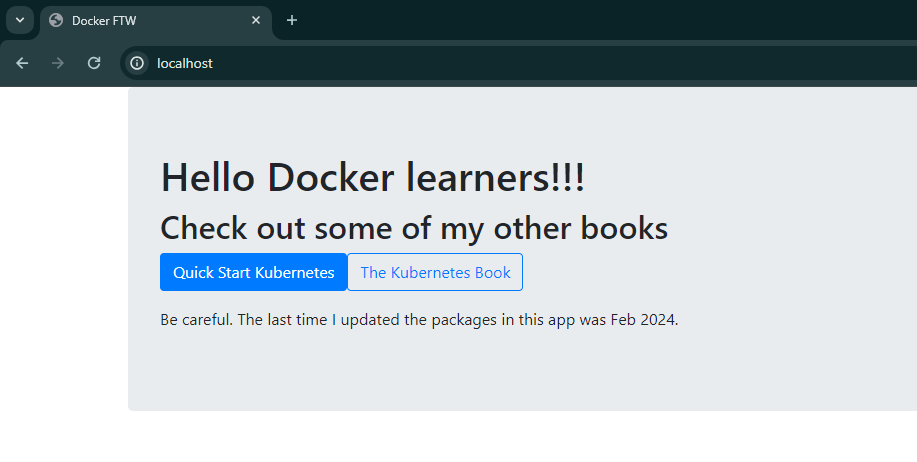 Docker FTW
localhost
Hello Docker learners!!!
Check out some of my other books
Quick Start Kubernetes The Kubernetes Book
Be careful. The last time I updated the packages in this app was Feb 2024.